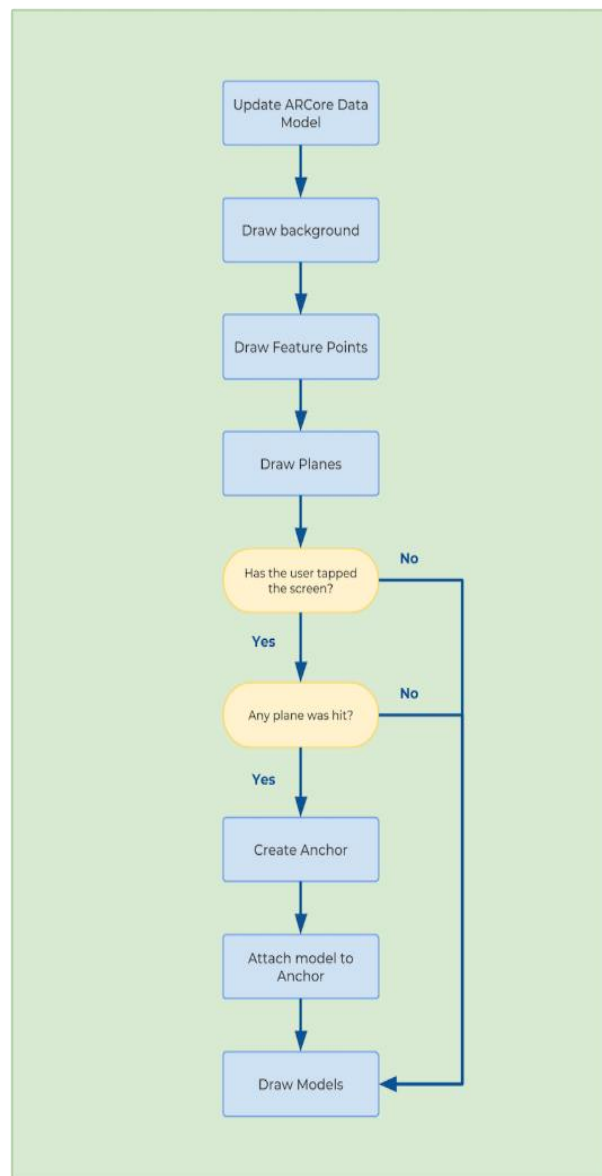 Update ARCore Data
Model
Draw background
Draw Feature Points
Draw Planes
Has the user tapped
the screen?
No
Yes
Any plane was hit?
No
Yes
Create Anchor
Attach model to
Anchor
Draw Models